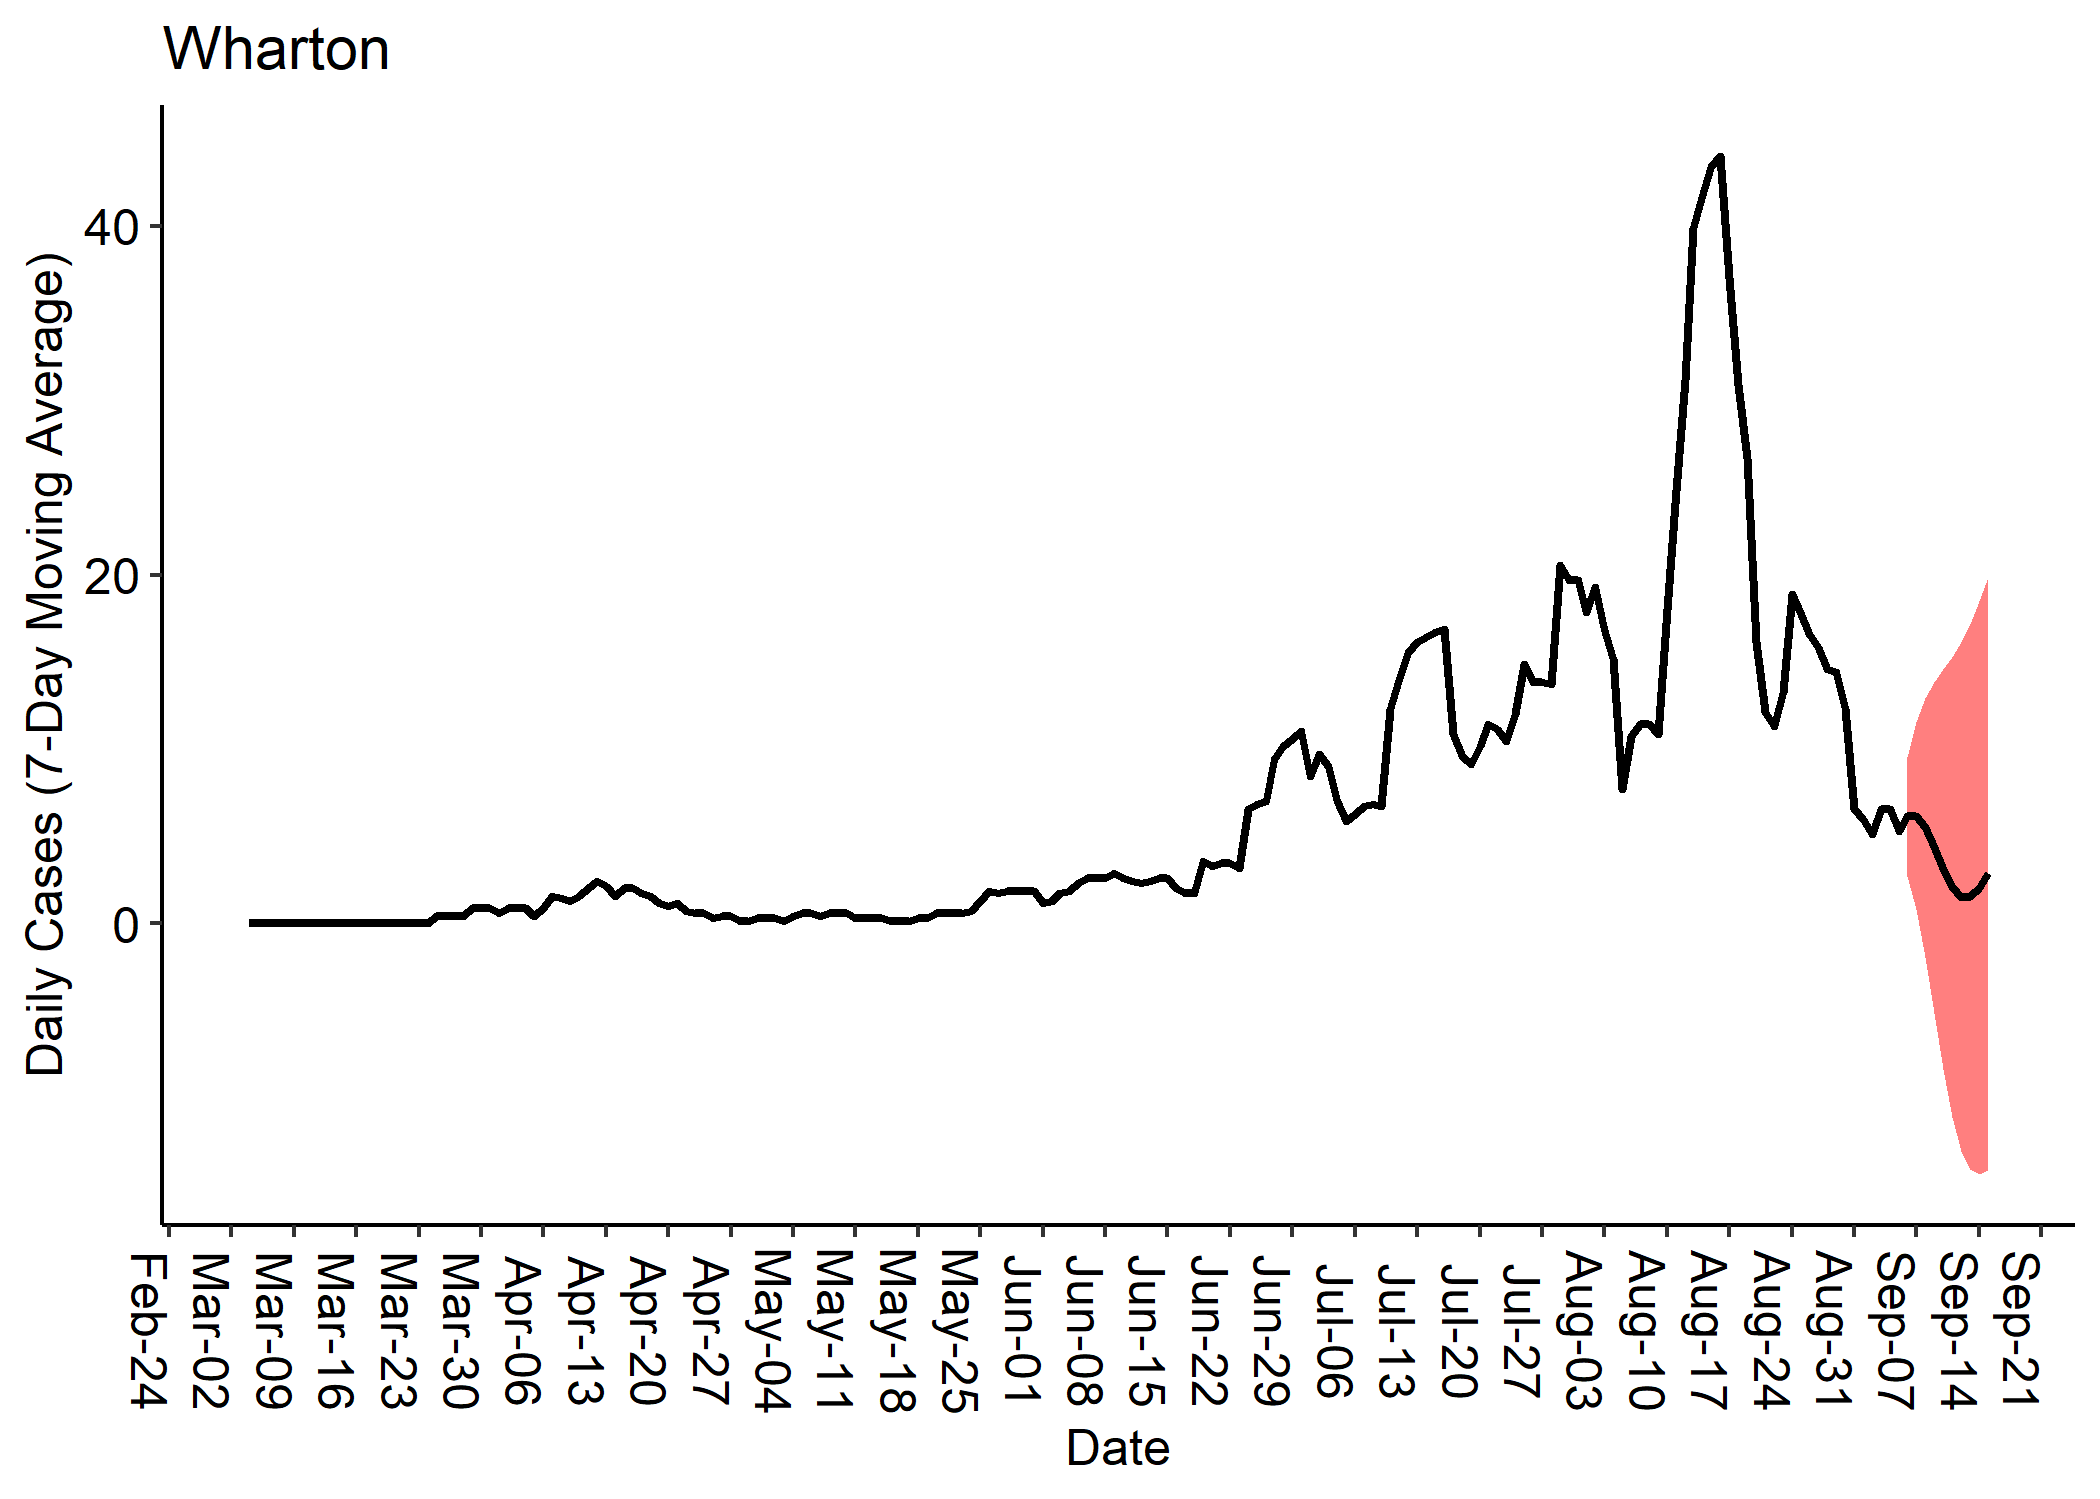 Wharton
Daily Cases (7-Day Moving Average)
40
20
0
Feb-24
Mar-02
Mar-09
Mar-16
Mar-23
Mar-30
Apr-06
Apr-13
Apr-20
Apr-27
May-04
May-11
May-18
May-25
Jun-01
Jun-08
Jun-15
Jun-22
Jun-29
Jul-06
Jul-13
Jul-20
Jul-27
Aug-03
Aug-10
Aug-17
Aug-24
Aug-31
Sep-07
Sep-14
Sep-21
Date